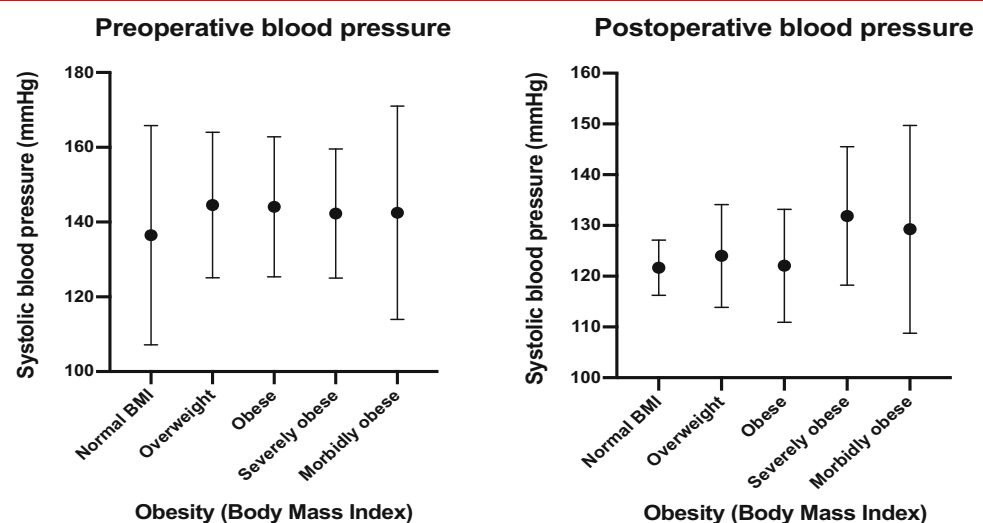 Preoperative blood pressure
Systolic blood pressure (mmHg)
180
160
140
120
100
Normal BMI
Overweight
Obese
Severely obese
Morbidly obese
Obesity (Body Mass Index)
Postoperative blood pressure
Systolic blood pressure (mmHg)
160
150
140
130
120
110
100
Normal BMI
Overweight
Obese
Severely obese
Morbidly obese
Obesity (Body Mass Index)